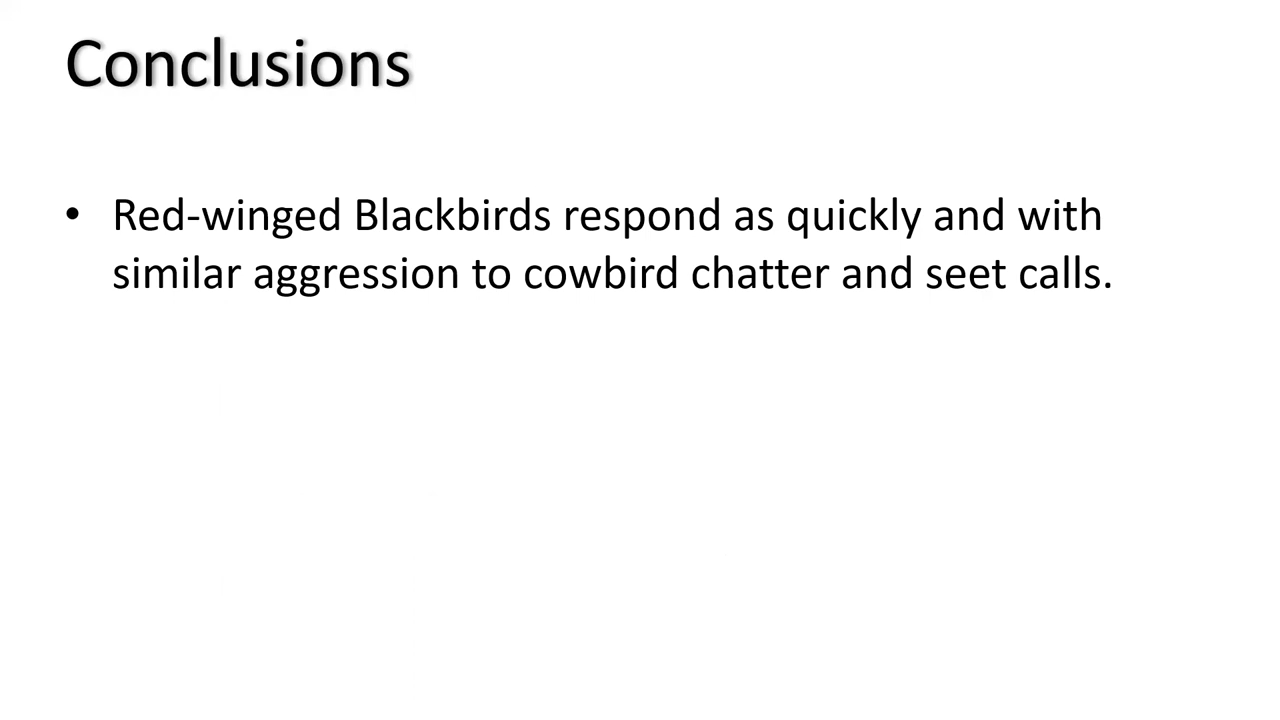 Conclusions
• Red-winged Blackbirds respond as quickly and with
similar aggression to cowbird chatter and seet calls.